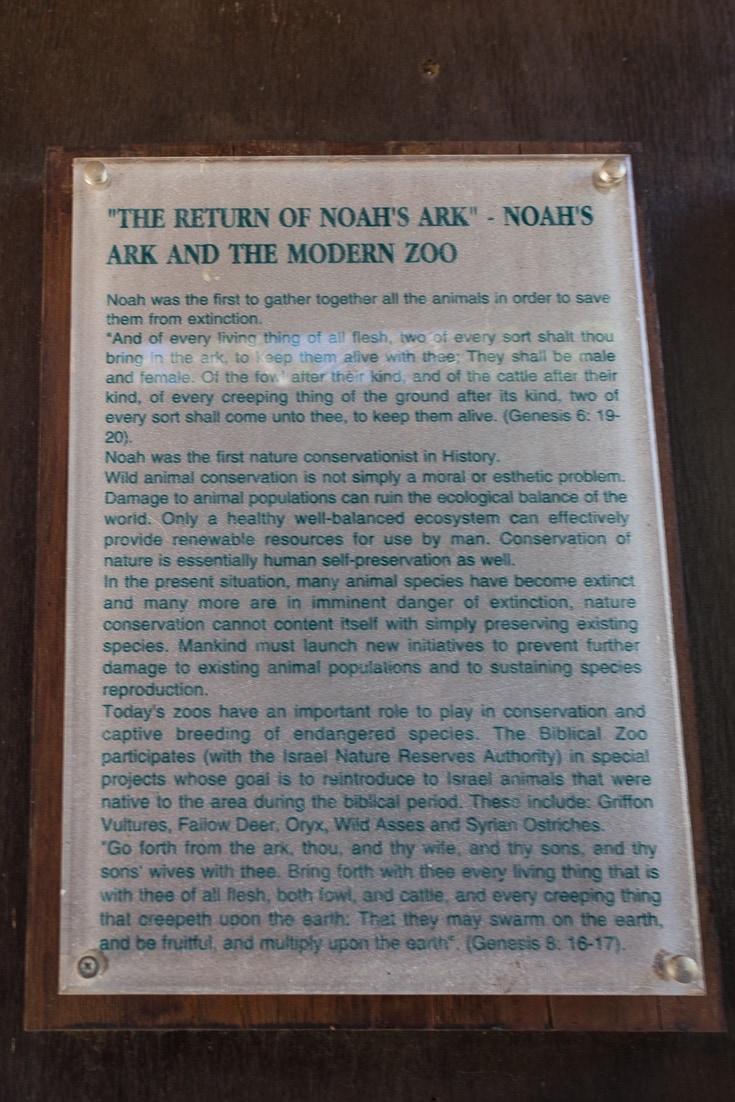 "THE RETURN OF NOAH'S ARK" - NOAH'S
ARK AND THE MODERN ZOO
Noah was the first to gather together all the animals in order to save
them from extinction.
"And of every living thing of all flesh, two of every sort shalt thou
bring in the ark, to keep them alive with thee; They shall be male
and female. Of the fowl after their kind, and of the cattle after their
kind, of every creeping thing of the ground after its kind, two of
every sort shall come unto thee, to keep them alive. (Genesis 6: 19-
20).
Noah was the first nature conservationist in History.
Wild animal conservation is not simply a moral or esthetic problem.
Damage to animal populations can ruin the ecological balance of the
world. Only a healthy well-balanced ecosystem can effectively
provide renewable resources for use by man. Conservation of
nature is essentially human self-preservation as well.
In the present situation, many animal species have become extinct
and many more are in imminent danger of extinction, nature
conservation cannot content itself with simply preserving existing
species. Mankind must launch new initiatives to prevent further
damage to existing animal populations and to sustaining species
reproduction.
Today's zoos have an important role to play in conservation and
captive breeding of endangered species. The Biblical Zoo
participates (with the Israel Nature Reserves Authority) in special
projects whose goal is to reintroduce to Israel animals that were
native to the area during the biblical period. These include: Griffon
Vultures, Fallow Deer, Oryx, Wild Asses and Syrian Ostriches.
"Go forth from the ark, thou, and thy wife, and thy sons, and thy
sons' wives with thee. Bring forth with thee every living thing that is
with thee of all flesh, both fowl, and cattle, and every creeping thing
that creepeth upon the earth: That they may swarm on the earth,
and be fruitful, and multiply upon the earth". (Genesis 8: 16-17).